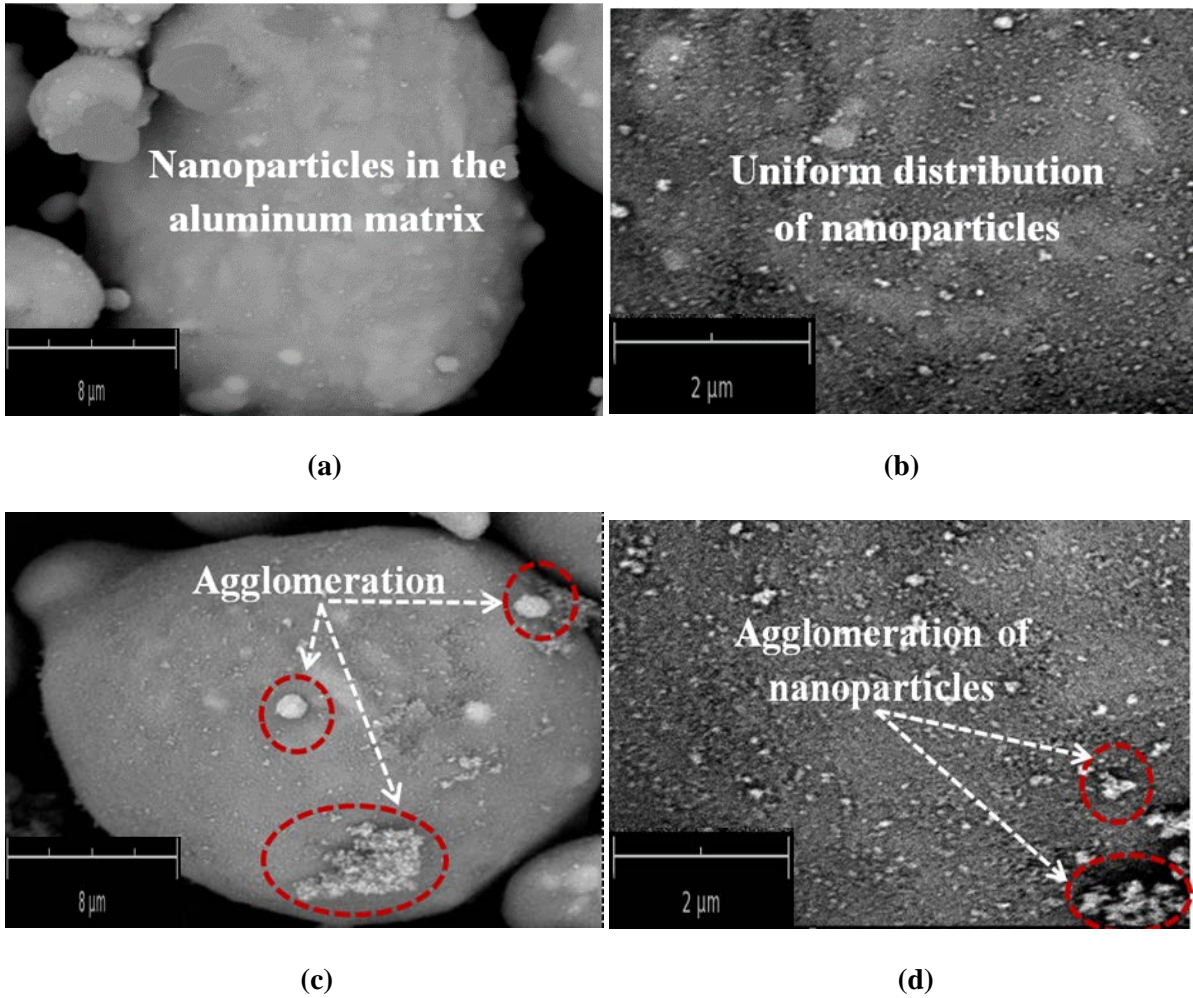 Nanoparticles in the
aluminum matrix
8 µm
Uniform distribution
of nanoparticles
2 µm
(a)
(b)
Agglomeration
8 µm
Agglomeration of
nanoparticles
2 µm
(c)
(d)